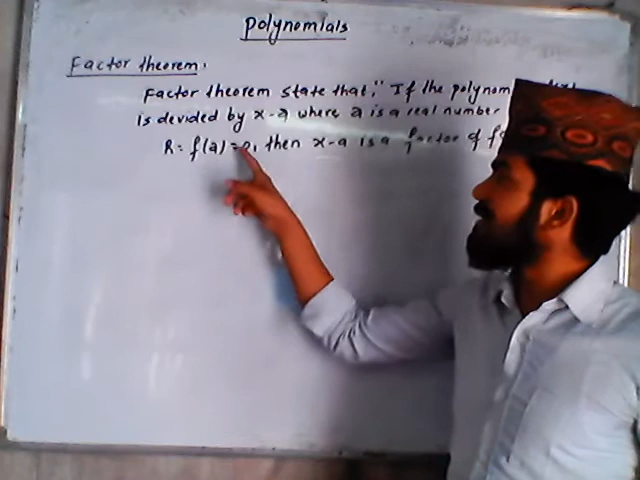 Polynomials
Factor theorem.
Factor theorem state that," If the polynom
is devided by x-a where a is a real number
R = f(a)=0, then x-a is a factor of f